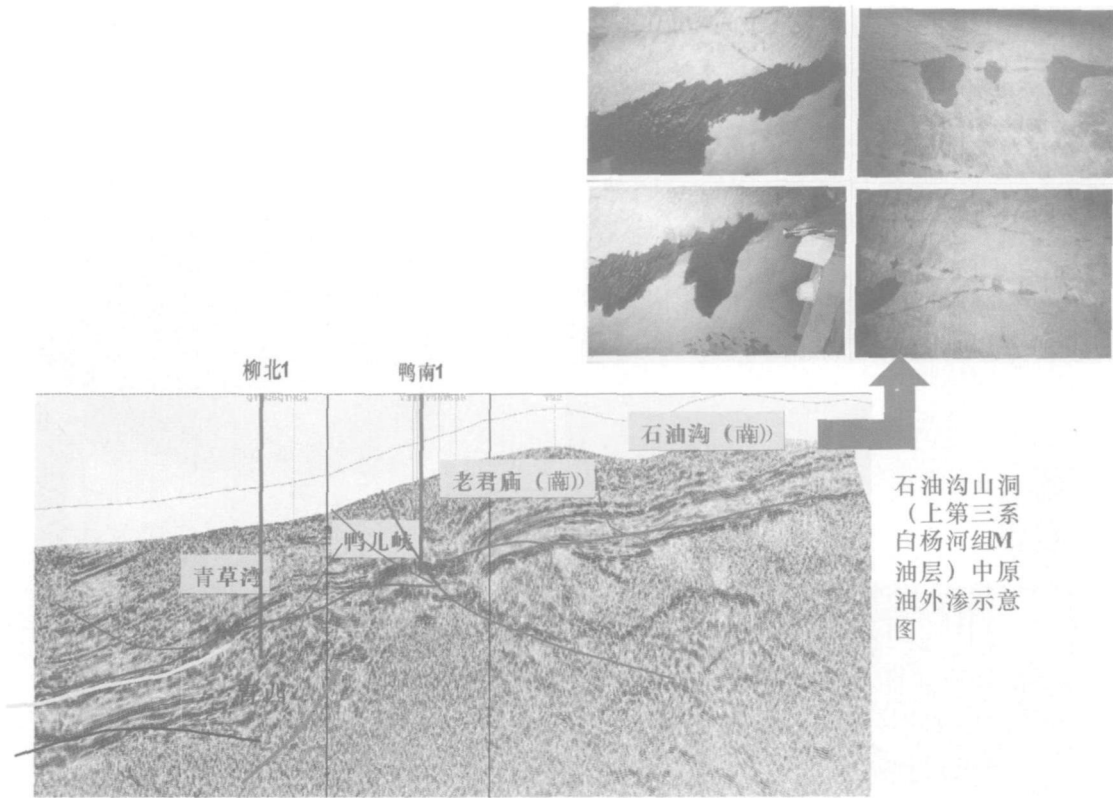 柳北1
鸭南1
石油沟（南））
老君庙（南））
鸭儿峡
青草湾
石油沟山洞
（上第三系
白杨河组M
油层）中原
油外渗示意
图